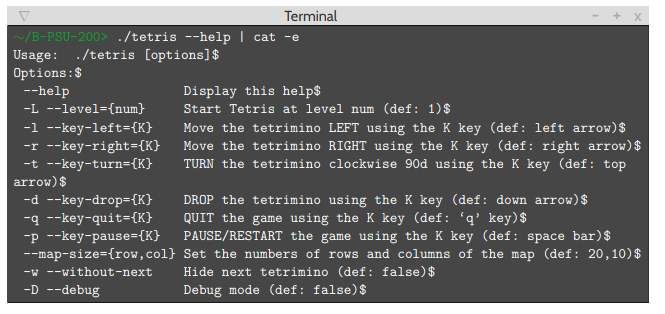 Terminal
~/B-PSU-200> ./tetris --help | cat -e
Usage:  ./tetris [options]$
Options:$
 --help               Display this help$
 -L --level={num}     Start Tetris at level num (def: 1)$
 -l --key-left={K}    Move the tetrimino LEFT using the K key (def: left arrow)$
 -r --key-right={K}   Move the tetrimino RIGHT using the K key (def: right arrow)$
 -t --key-turn={K}    TURN the tetrimino clockwise 90d using the K key (def: top
arrow)$
 -d --key-drop={K}    DROP the tetrimino using the K key (def: down arrow)$
 -q --key-quit={K}    QUIT the game using the K key (def: ‘q’ key)$
 -p --key-pause={K}   PAUSE/RESTART the game using the K key (def: space bar)$
 --map-size={row,col} Set the numbers of rows and columns of the map (def: 20,10)$
 -w --without-next    Hide next tetrimino (def: false)$
 -D --debug           Debug mode (def: false)$